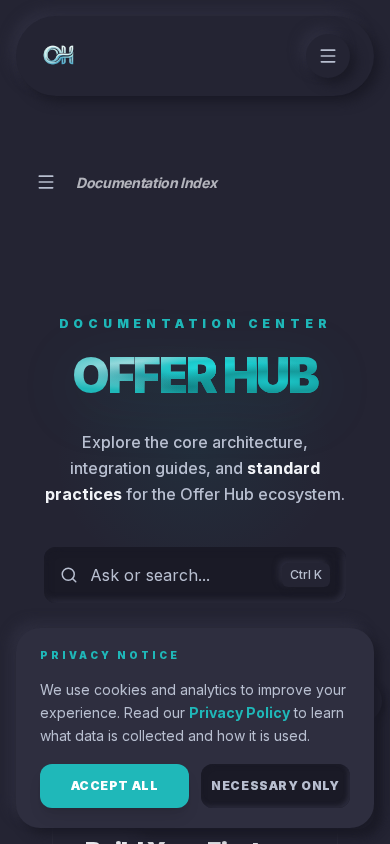 OH
Documentation Index
DOCUMENTATION CENTER
OFFER HUB
Explore the core architecture,
integration guides, and standard
practices for the Offer Hub ecosystem.
Ask or search...
Ctrl K
PRIVACY NOTICE
We use cookies and analytics to improve your
experience. Read our Privacy Policy to learn
what data is collected and how it is used.
ACCEPT ALL
NECESSARY ONLY